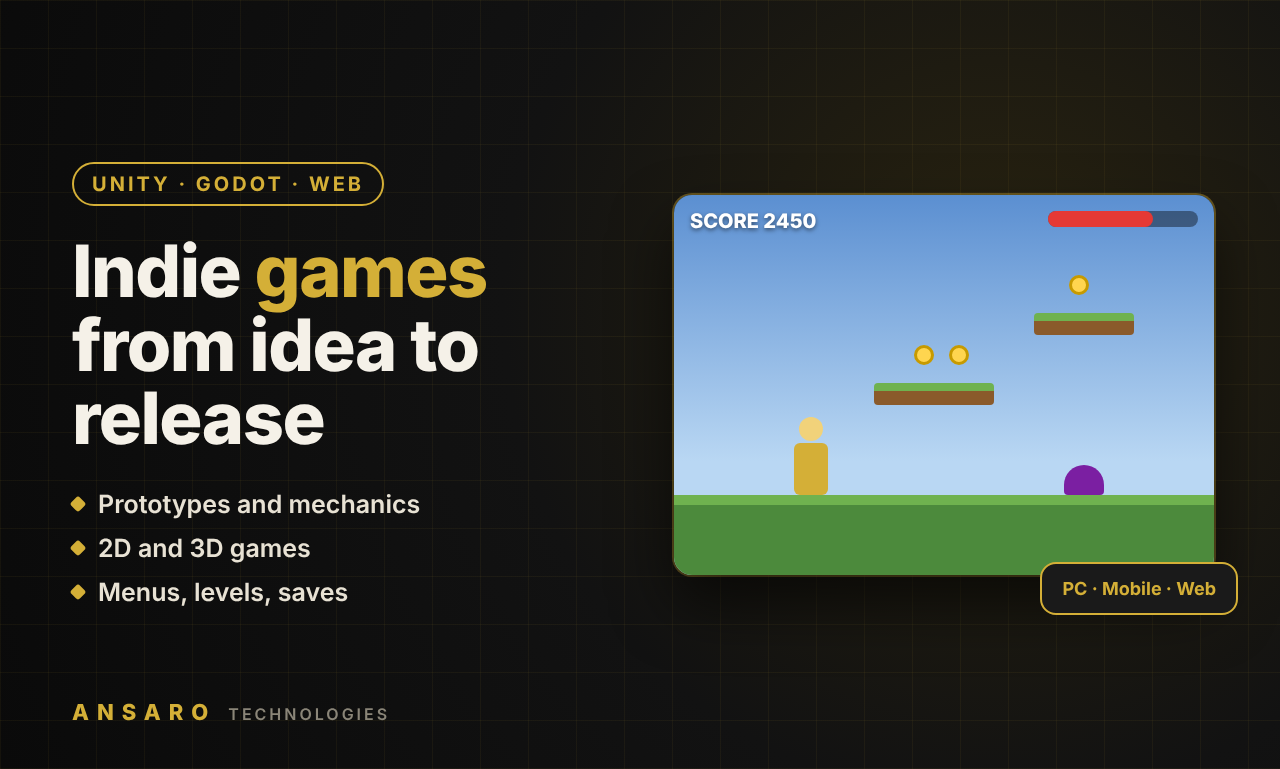 UNITY · GODOT · WEB
Indie games
from idea to
release
Prototypes and mechanics
2D and 3D games
Menus, levels, saves
ANSARO TECHNOLOGIES
SCORE 2450
PC · Mobile · Web